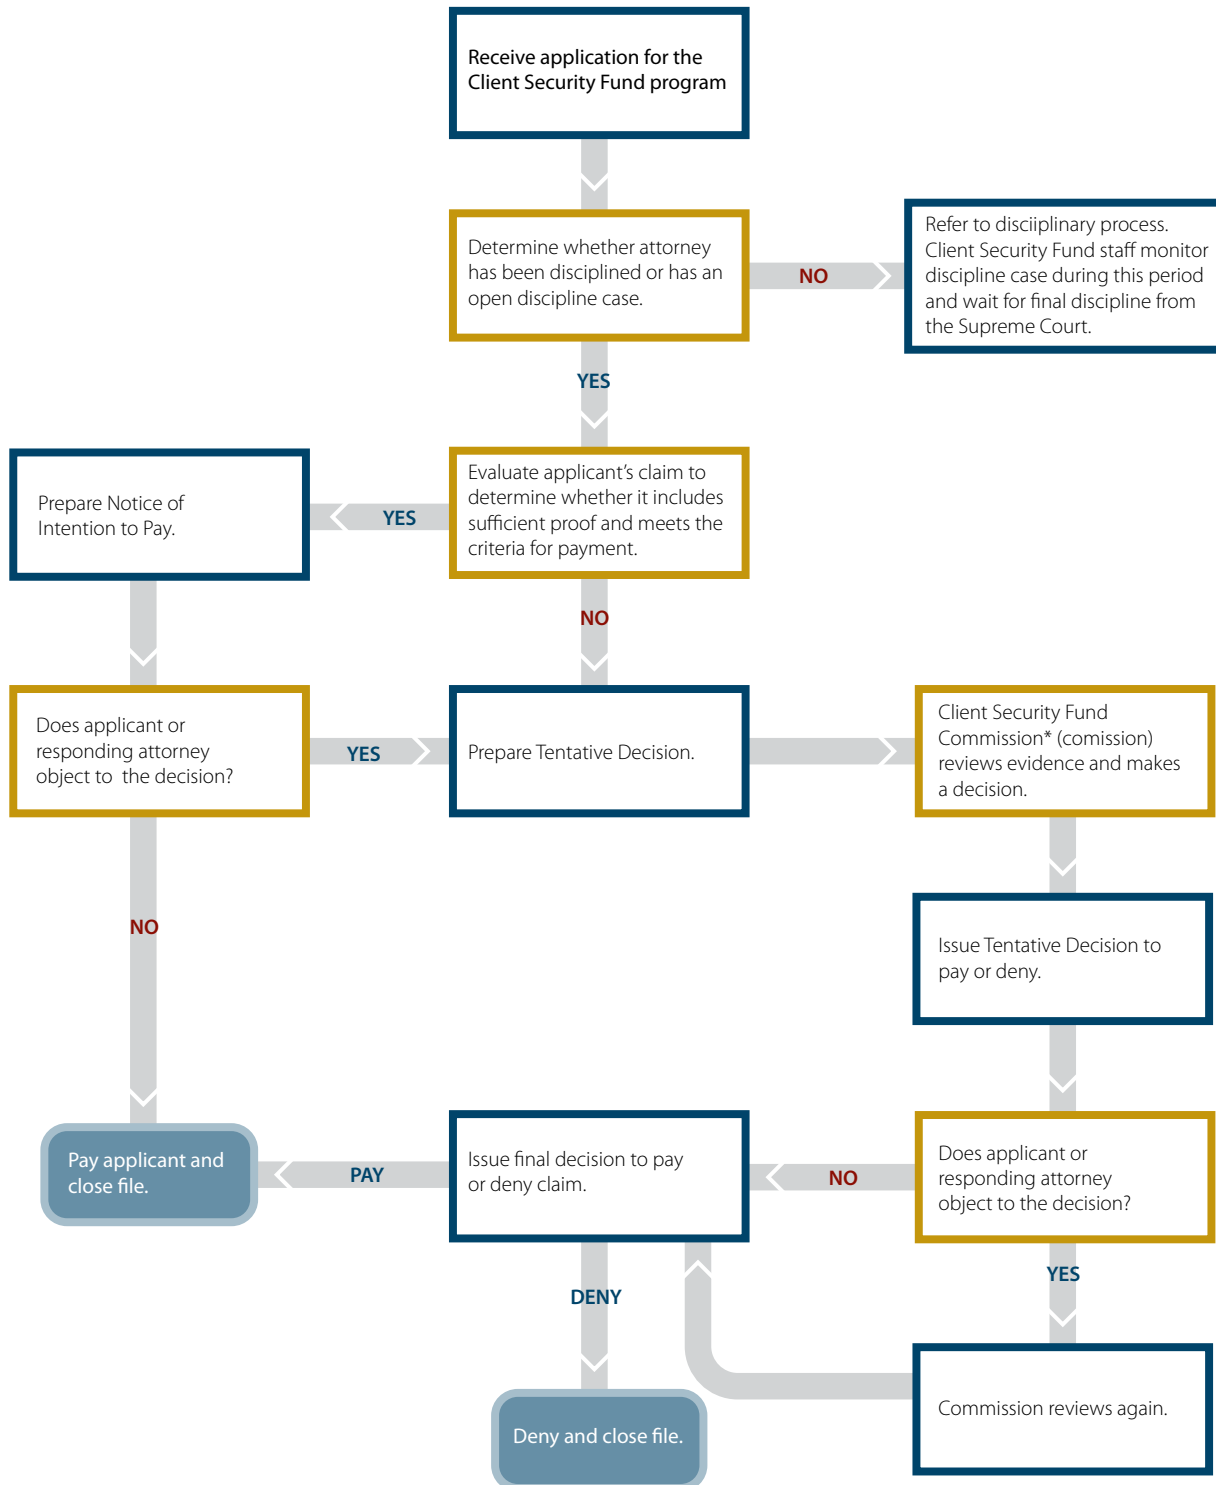 Receive application for the
Client Security Fund program
Determine whether attorney
has been disciplined or has an
open discipline case.
NO
Refer to disciiplinary process.
Client Security Fund staff monitor
discipline case during this period
and wait for final discipline from
the Supreme Court.
YES
Evaluate applicant's claim to
determine whether it includes
sufficient proof and meets the
criteria for payment.
YES
Prepare Notice of
Intention to Pay.
NO
Does applicant or
responding attorney
object to  the decision?
YES
Prepare Tentative Decision.
Client Security Fund
Commission* (comission)
reviews evidence and makes
a decision.
NO
Issue Tentative Decision to
pay or deny.
Pay applicant and
close file.
PAY
Issue final decision to pay
or deny claim.
NO
Does applicant or
responding attorney
object to the decision?
DENY
YES
Deny and close file.
Commission reviews again.